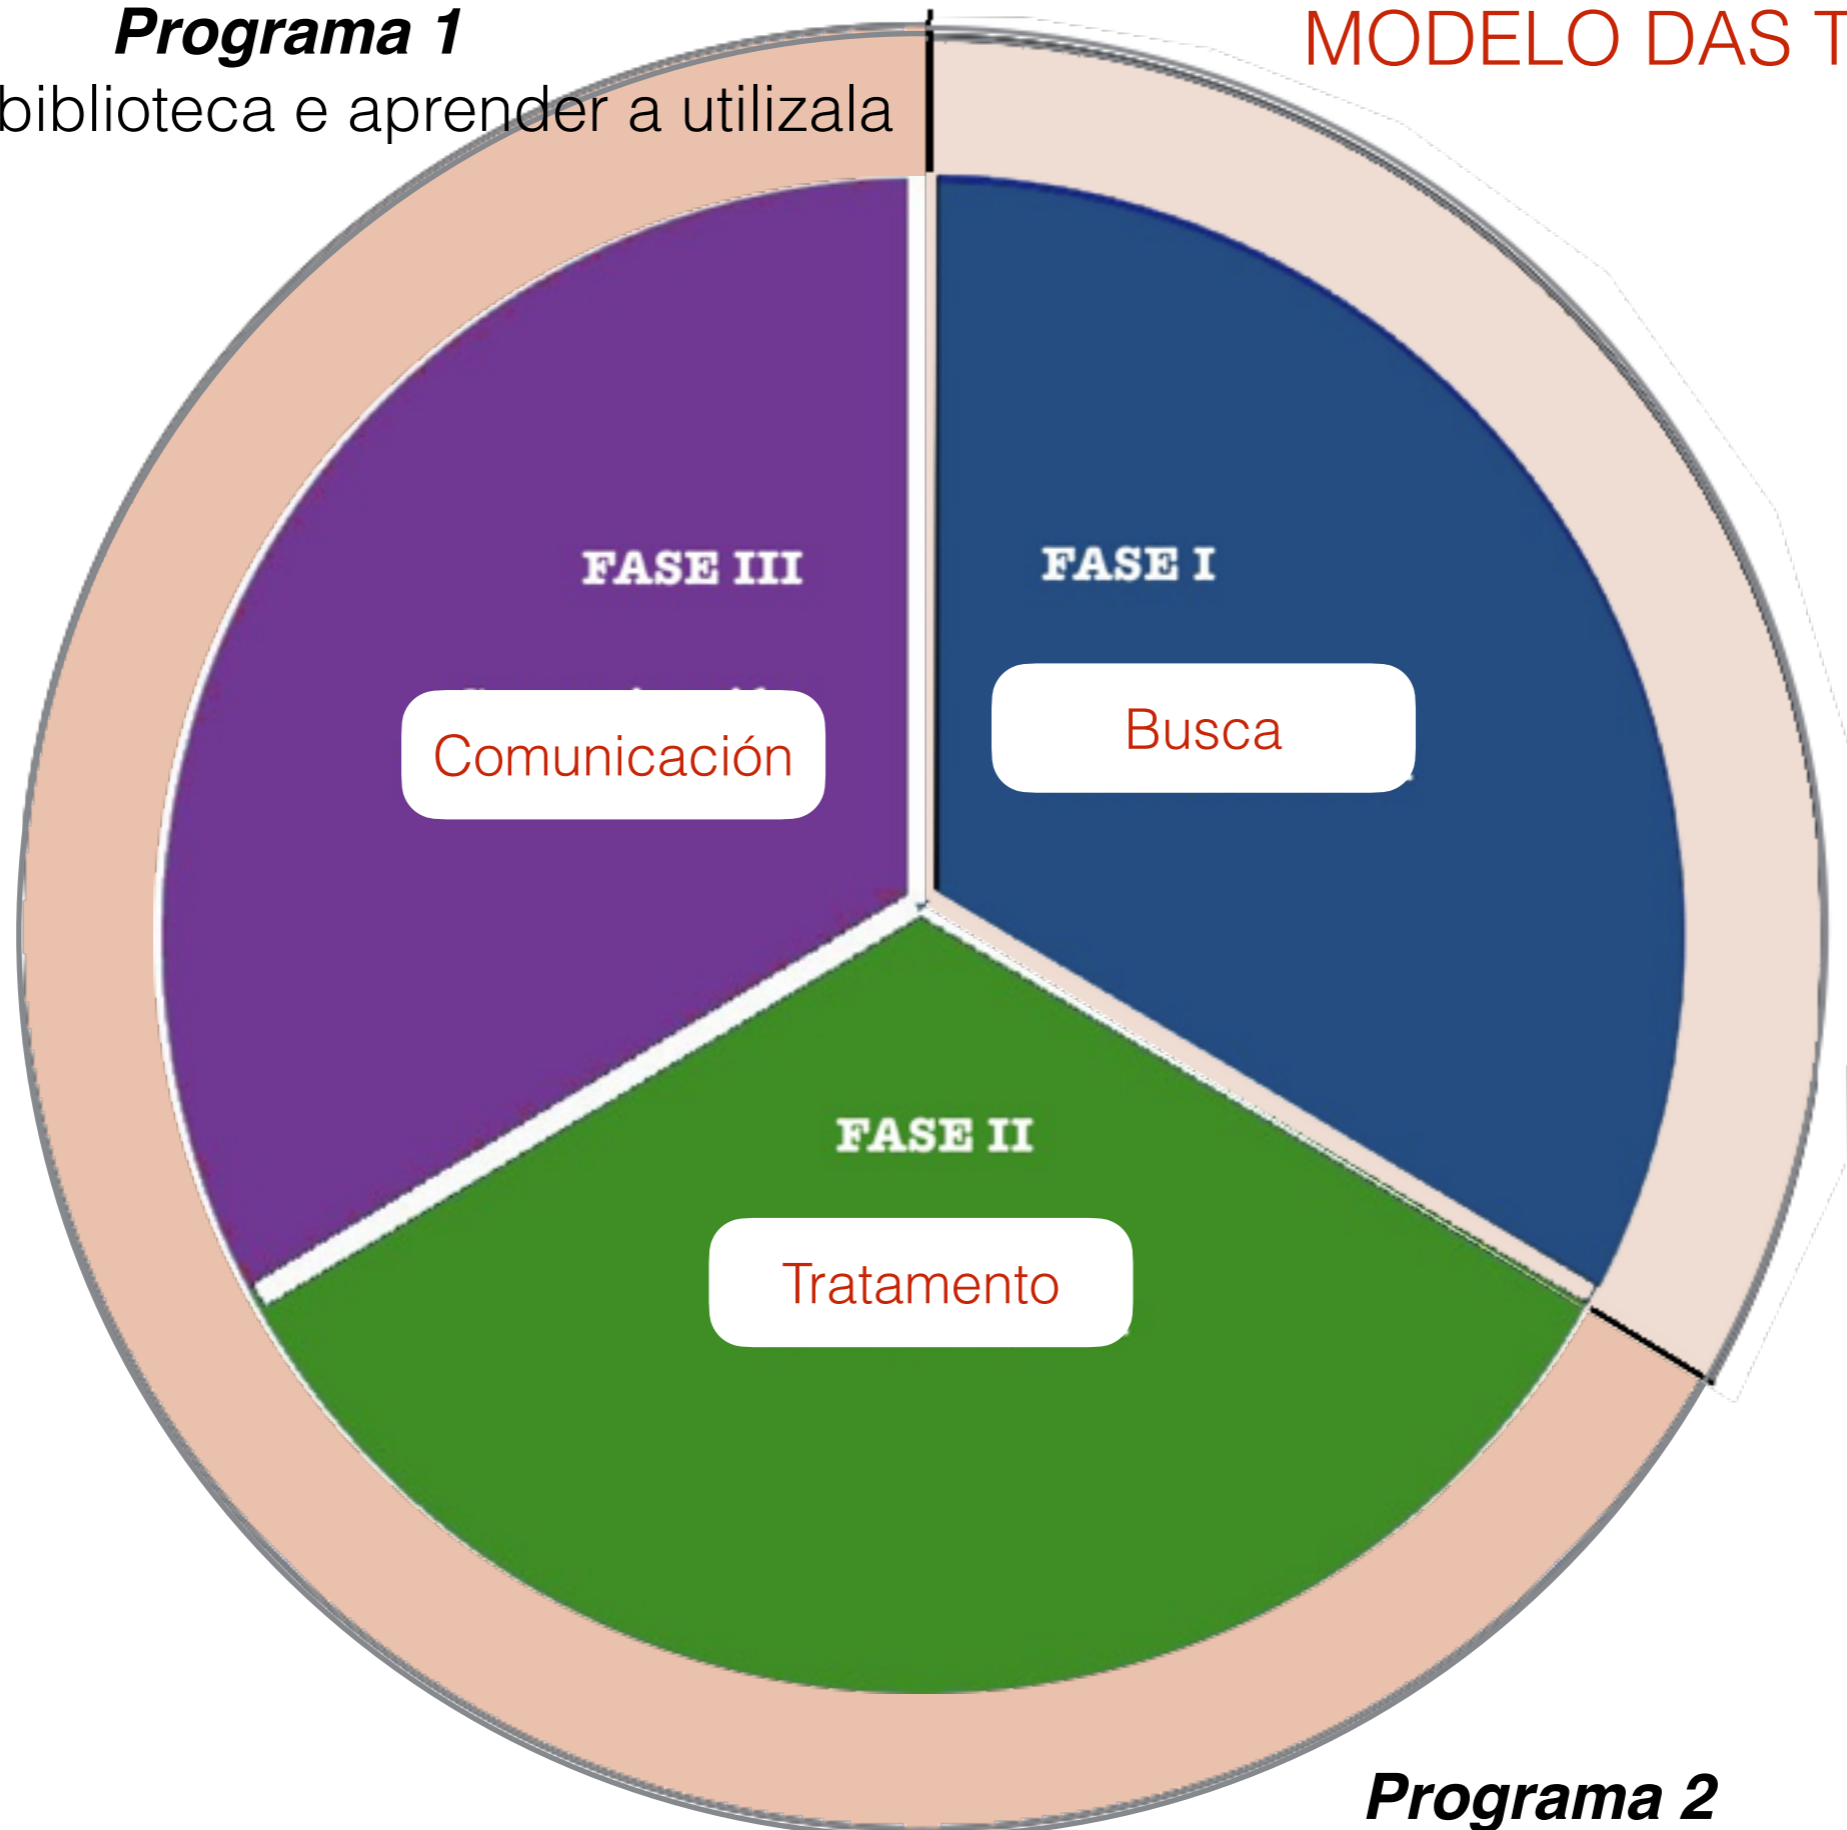 Programa 1
biblioteca e aprender a utilizala
MODELO DAS T
FASE III
Comunicación
FASE I
Busca
FASE II
Tratamento
Programa 2